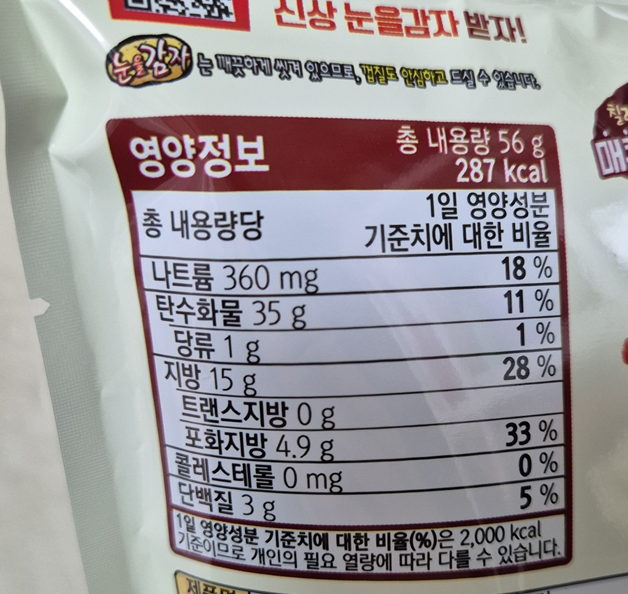 신상 눈을감자 받자!
눈을감자 는 깨끗하게 씻겨 있으므로, 껍질도 안심하고 드실 수 있습니다.
영양정보
총 내용량 56 g
287 kcal
총 내용량당
1일 영양성분
기준치에 대한 비율
나트륨 360 mg 18 %
탄수화물 35 g 11 %
당류 1 g 1 %
지방 15 g 28 %
트랜스지방 0 g
포화지방 4.9 g 33 %
콜레스테롤 0 mg 0 %
단백질 3 g 5 %
1일 영양성분 기준치에 대한 비율(%)은 2,000 kcal
기준이므로 개인의 필요 열량에 따라 다를 수 있습니다.